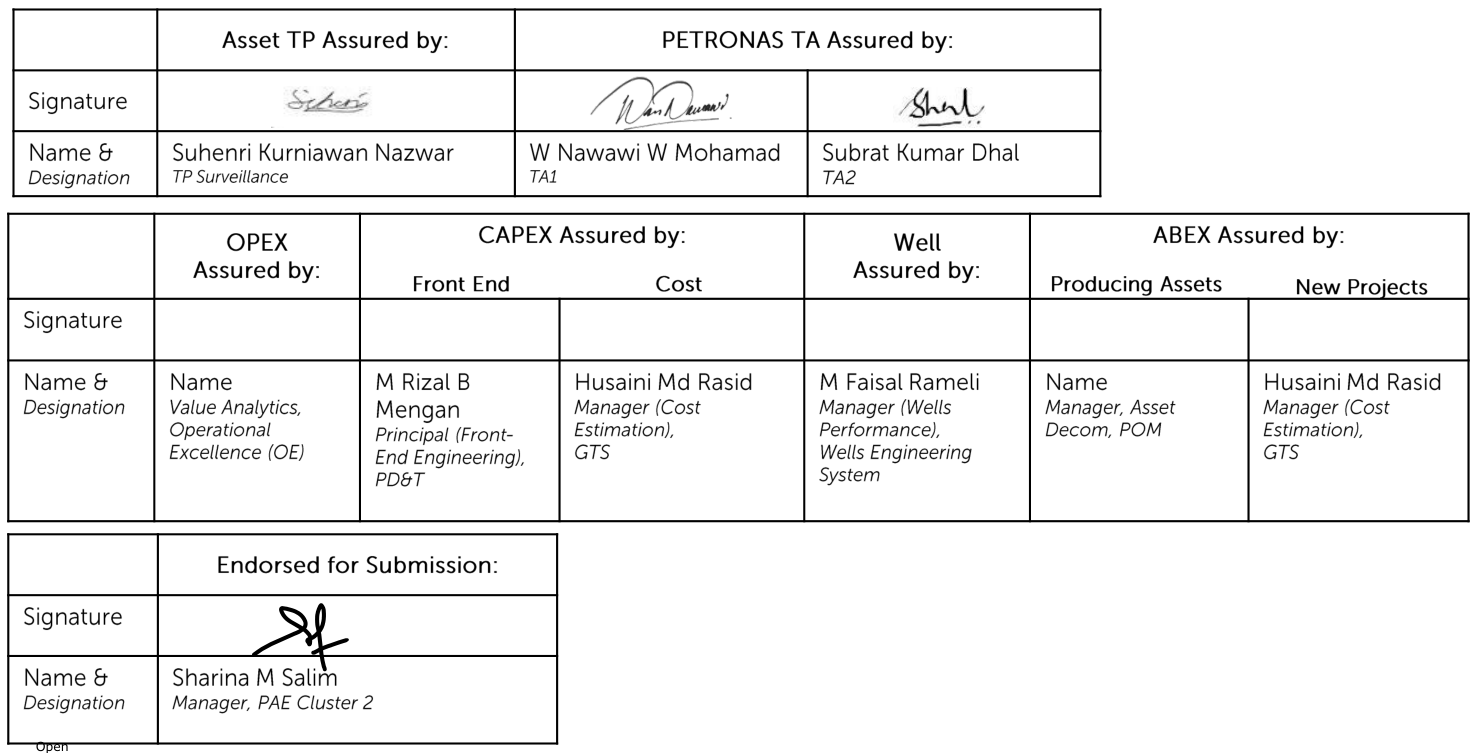 Asset TP Assured by:
PETRONAS TA Assured by:
Signature
Name &
Designation
Suhenri Kurniawan Nazwar
TP Surveillance
W Nawawi W Mohamad
TA1
Subrat Kumar Dhal
TA2
OPEX
Assured by:
CAPEX Assured by:
Front End
Cost
Well
Assured by:
ABEX Assured by:
Producing Assets
New Projects
Signature
Name &
Designation
Name
Value Analytics,
Operational
Excellence (OE)
M Rizal B
Mengan
Principal (Front-
End Engineering),
PD&T
Husaini Md Rasid
Manager (Cost
Estimation),
GTS
M Faisal Rameli
Manager (Wells
Performance),
Wells Engineering
System
Name
Manager, Asset
Decom, POM
Husaini Md Rasid
Manager (Cost
Estimation),
GTS
Endorsed for Submission:
Signature
Name &
Designation
Sharina M Salim
Manager, PAE Cluster 2
Open